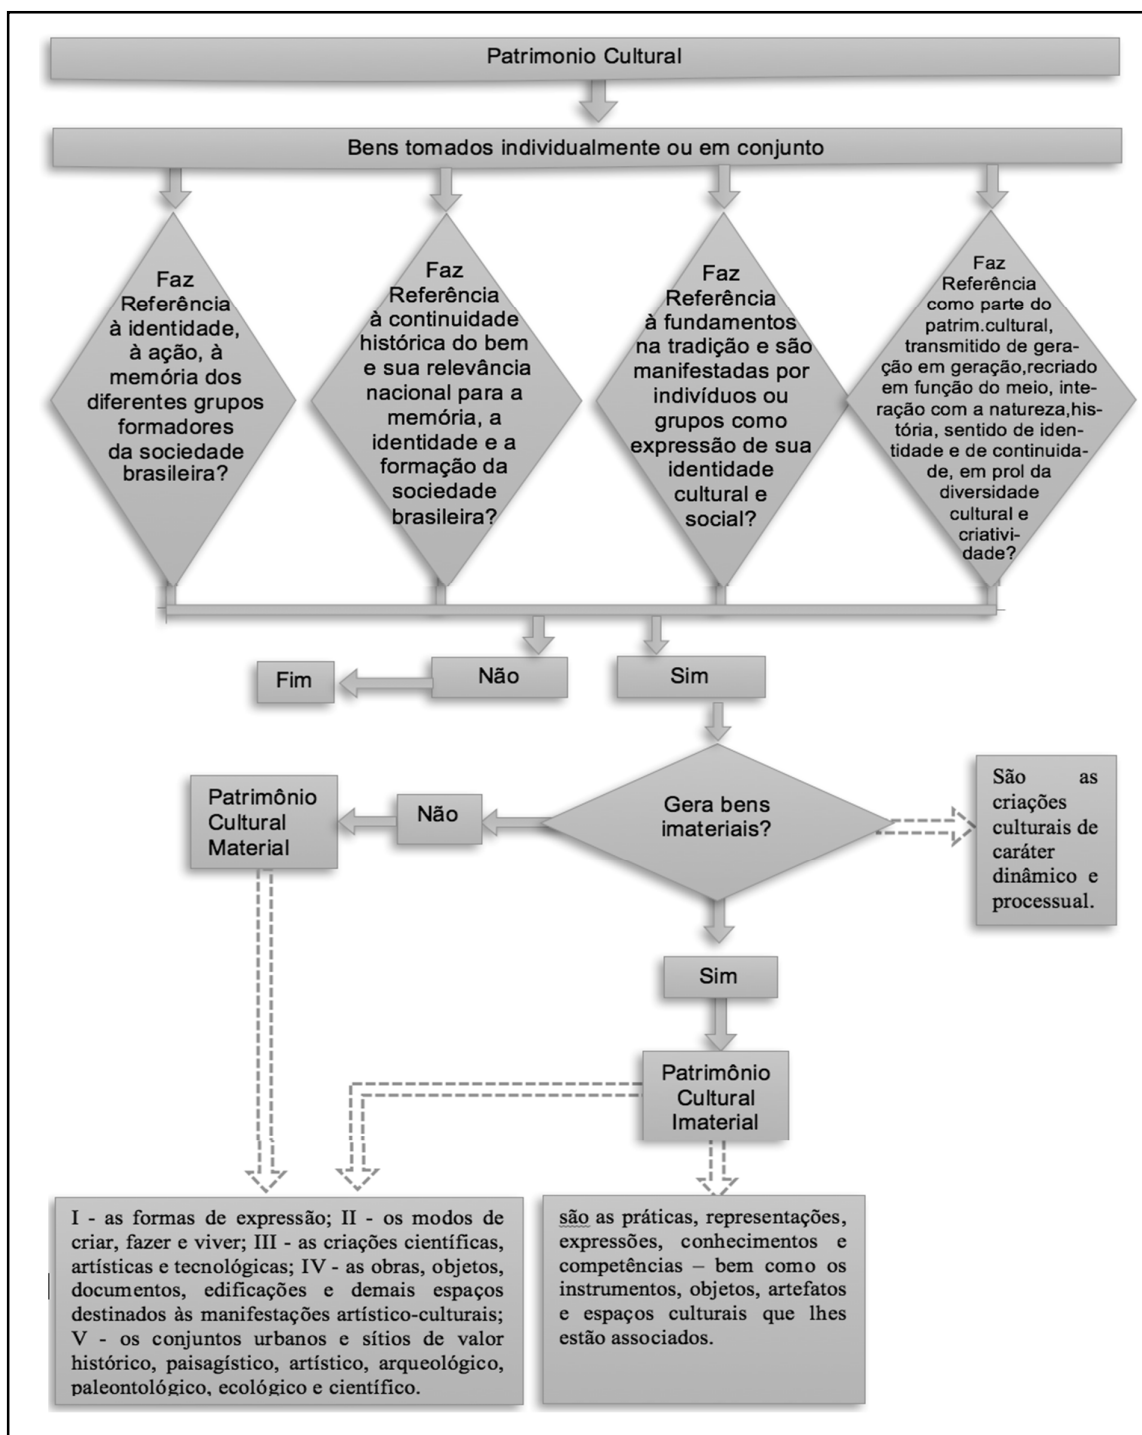 Patrimonio Cultural
Bens tomados individualmente ou em conjunto
Faz
Referência
à identidade,
à ação, à
memória dos
diferentes grupos
formadores
da sociedade
brasileira?
Faz
Referência
à continuidade
histórica do bem
e sua relevância
nacional para a
memória, a
identidade e a
formação da
sociedade
brasileira?
Faz
Referência
à fundamentos
na tradição e são
manifestadas por
indivíduos ou
grupos como
expressão de sua
identidade
cultural e
social?
Faz
Referência
como parte do
patrim.cultural,
transmitido de gera-
ção em geração,recriado
em função do meio, inte-
ração com a natureza,his-
tória, sentido de iden-
tidade e de continuida-
de, em prol da
diversidade
cultural e
criativi-
dade?
Fim
Não
Sim
Patrimônio
Cultural
Material
Não
Gera bens
imateriais?
São as
criações
culturais de
caráter
dinâmico e
processual.
Sim
Patrimônio
Cultural
Imaterial
I - as formas de expressão; II - os modos de
criar, fazer e viver; III - as criações científicas,
artísticas e tecnológicas; IV - as obras, objetos,
documentos, edificações e demais espaços
destinados às manifestações artístico-culturais;
V - os conjuntos urbanos e sítios de valor
histórico, paisagístico, artístico, arqueológico,
paleontológico, ecológico e científico.
são as práticas, representações,
expressões, conhecimentos e
competências – bem como os
instrumentos, objetos, artefatos
e espaços culturais que lhes
estão associados.